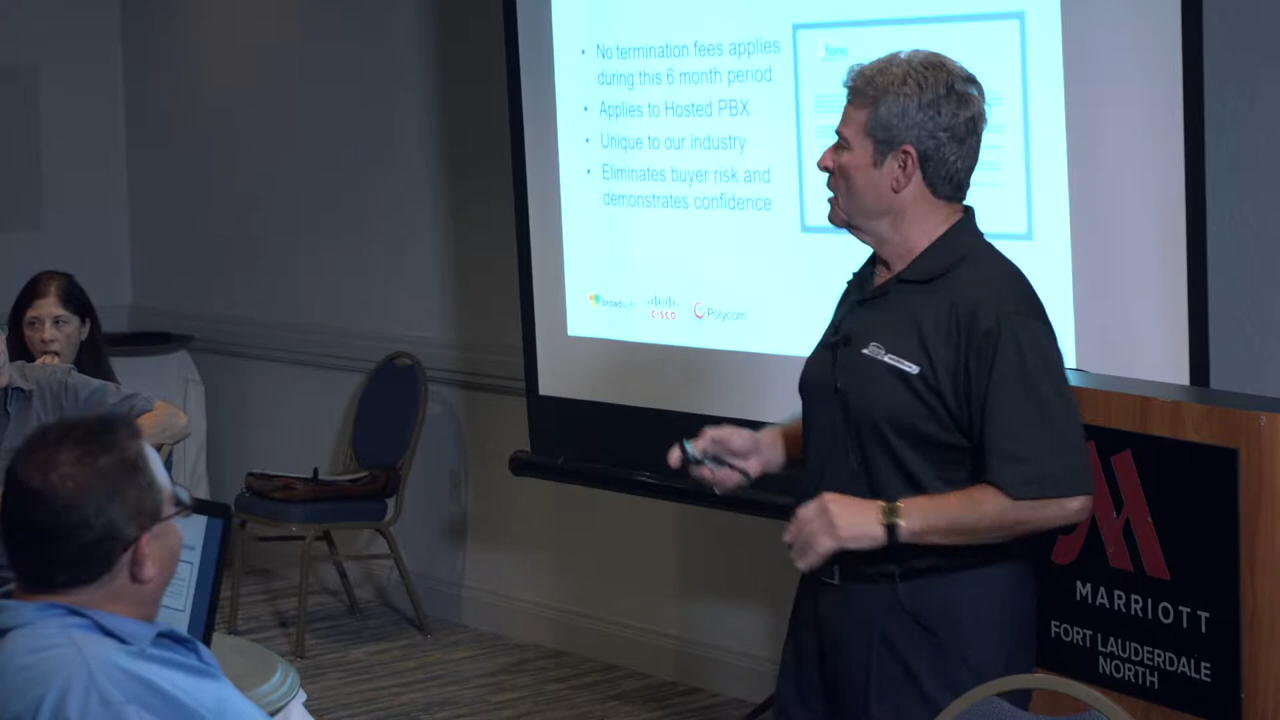 • No termination fees applies
during this 6 month period
• Applies to Hosted PBX
• Unique to our industry
• Eliminates buyer risk and
demonstrates confidence
fone
broadsoft
CISCO
Polycom
MARRIOTT
FORT LAUDERDALE
NORTH